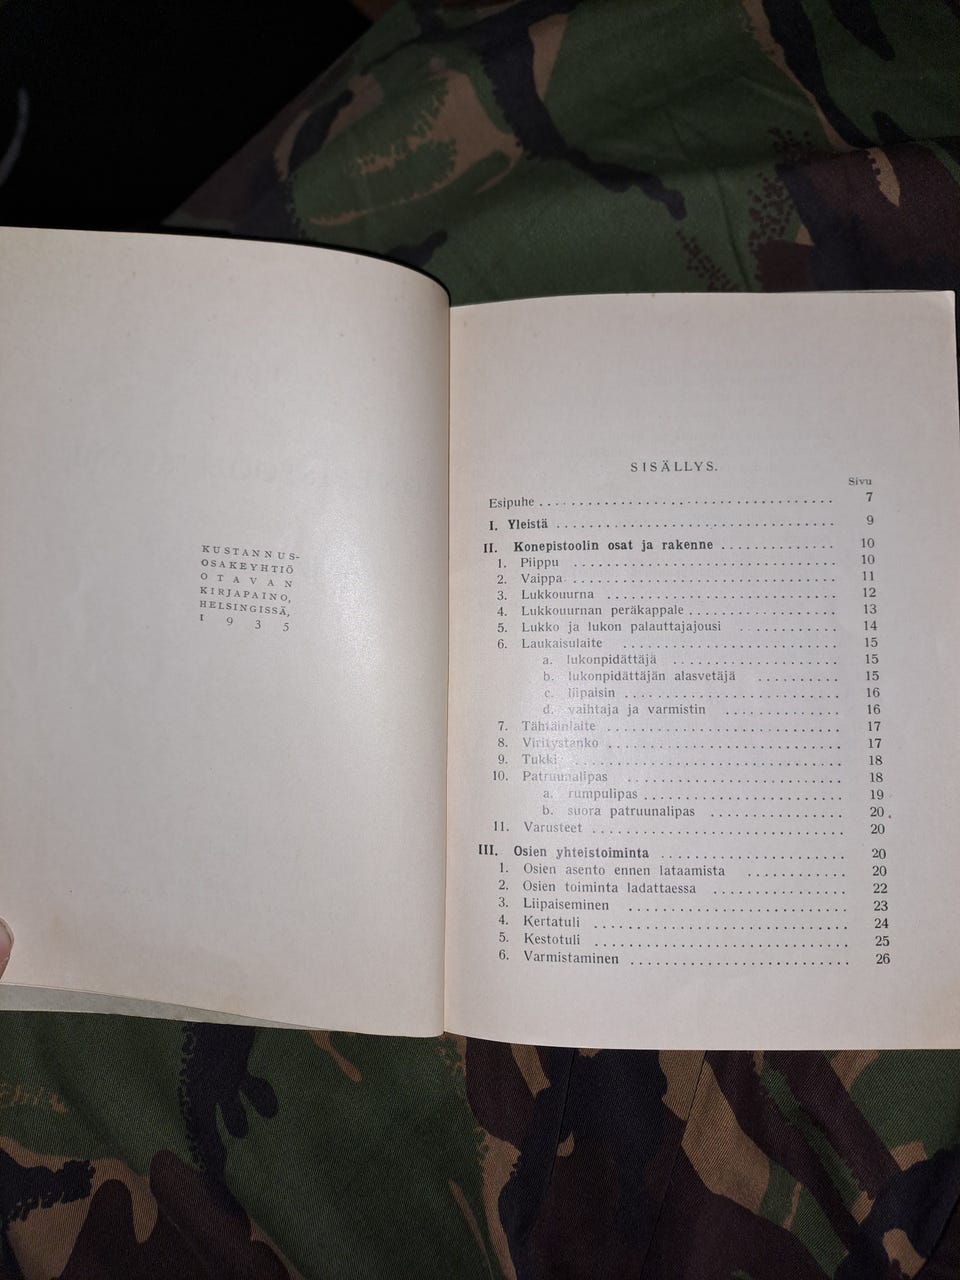 KUSTANNUS-
OSAKEYHTIÖ
OTAVAN
KIRJAPAINO,
HELSINGISSÄ,
1935
SISÄLLYS.
Sivu
Esipuhe 7
I. Yleistä 9
II. Konepistoolin osat ja rakenne 10
1. Piippu 10
2. Vaippa 11
3. Lukkouurna 12
4. Lukkouurnan peräkappale 13
5. Lukko ja lukon palauttajajousi 14
6. Laukaisulaite 15
a. lukonpidättäjä 15
b. lukonpidättäjän alasvetäjä 15
c. liipaisin 16
d. vaihtaja ja varmistin 16
7. Tähtäinlaite 17
8. Viritystanko 17
9. Tukki 18
10. Patruunalipas 18
a. rumpulipas 19
b. suora patruunalipas 20
11. Varusteet 20
III. Osien yhteistoiminta 20
1. Osien asento ennen lataamista 20
2. Osien toiminta ladattaessa 22
3. Liipaiseminen 23
4. Kertatuli 24
5. Kestotuli 25
6. Varmistaminen 26